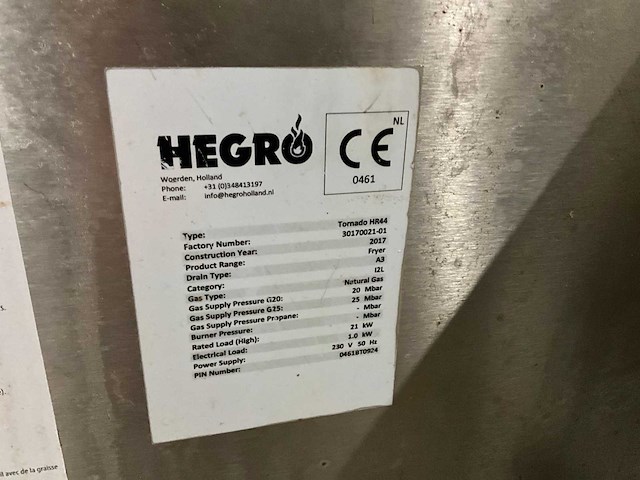 HEGRO
NL
CE
0461
Woerden, Holland
Phone: +31 (0)348413197
E-mail: info@hegroholland.nl
Type: Tornado HR44
Factory Number: 30170021-01
Construction Year: 2017
Product Range: Fryer
Drain Type: A3
Category: I2L
Gas Type: Natural Gas
Gas Supply Pressure G20: 20 Mbar
Gas Supply Pressure G25: 25 Mbar
Gas Supply Pressure Propane: - Mbar
Burner Pressure: - Mbar
Rated Load (High): 21 kW
Electrical Load: 1.0 kW
Power Supply: 230 V 50 Hz
PIN Number: 0461BT0924
il avec de la graisse